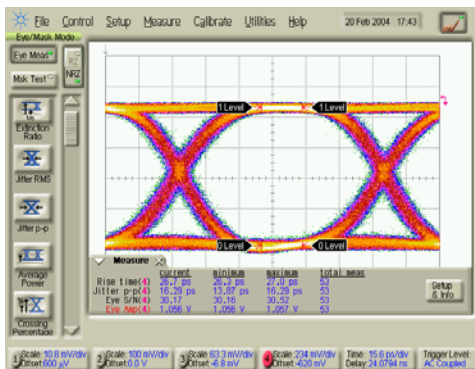 File Control Setup Measure Calibrate Utilities Help 20 Feb 2004 17:43
Eye/Mask Mode
Eye Meas
RZ
NRZ
Msk Test
Extinction Ratio
Jitter RMS
Jitter p-p
Average Power
Crossing Percentage
1 Level 1 Level
0 Level 0 Level
Measure
current minimum maximum total meas
Rise time(4) 26.7 ps 26.3 ps 27.0 ps 53
Jitter p-p(4) 16.29 ps 13.87 ps 16.29 ps 53
Eye S/N(4) 30.17 30.16 30.52 53
Eye Amp(4) 1.056 V 1.056 V 1.057 V 53
Setup & Info
1 Scale: 10.8 mV/div
Offset: 600 µV
2 Scale: 100 mV/div
Offset: 0.0 V
3 Scale: 63.3 mV/div
Offset: -6.8 mV
4 Scale: 234 mV/div
Offset: -620 mV
Time: 15.6 ps/div
Delay: 24.0794 ns
Trigger Level:
AC Coupled